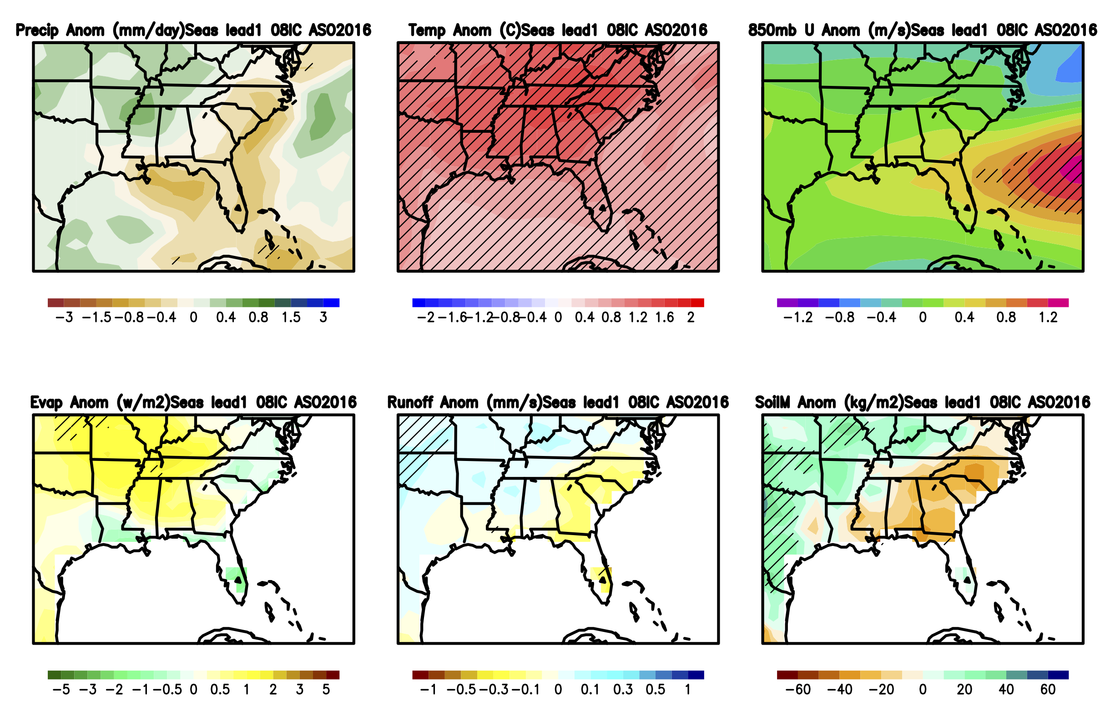 Precip Anom (mm/day)Seas lead1 08IC ASO2016
Temp Anom (C)Seas lead1 08IC ASO2016
850mb U Anom (m/s)Seas lead1 08IC ASO2016
−3 −1.5 −0.8 −0.4 0 0.4 0.8 1.5 3
−2 −1.6 −1.2 −0.8 −0.4 0 0.4 0.8 1.2 1.6 2
−1.2 −0.8 −0.4 0 0.4 0.8 1.2
Evap Anom (w/m2)Seas lead1 08IC ASO2016
Runoff Anom (mm/s)Seas lead1 08IC ASO2016
SoilM Anom (kg/m2)Seas lead1 08IC ASO2016
−5 −3 −2 −1 −0.5 0 0.5 1 2 3 5
−1 −0.5 −0.3 −0.1 0 0.1 0.3 0.5 1
−60 −40 −20 0 20 40 60